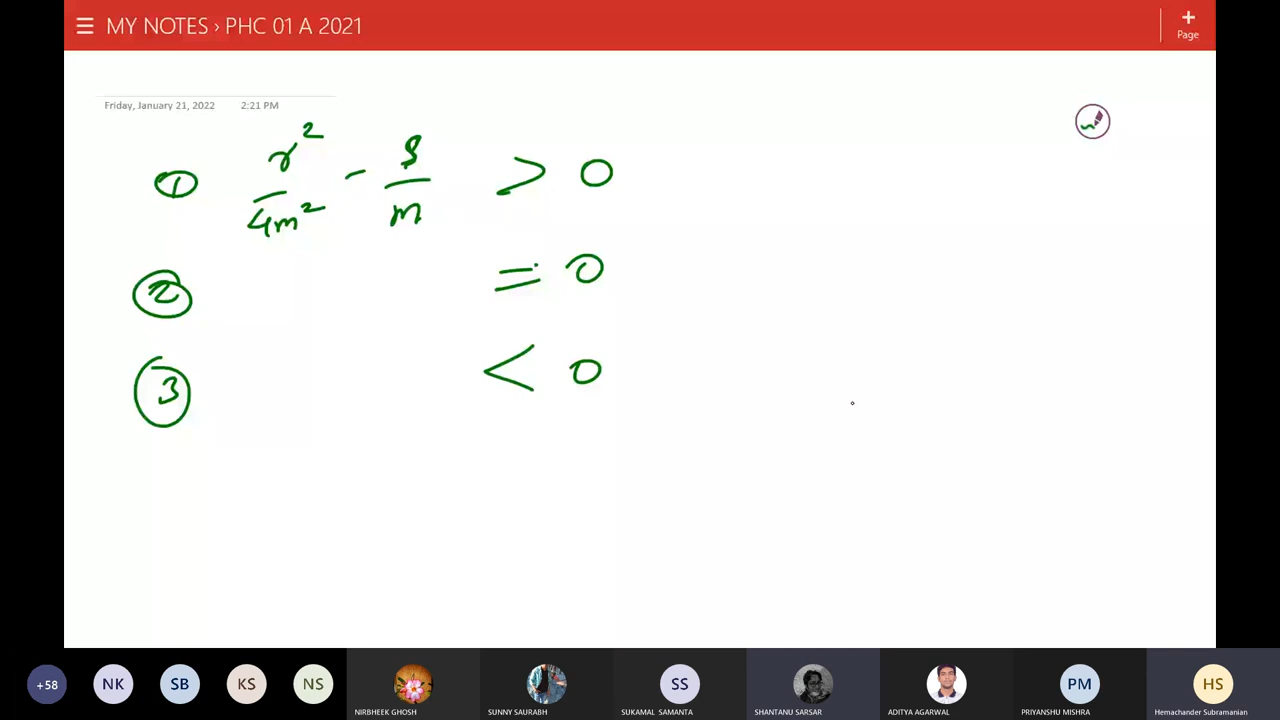 MY NOTES › PHC 01 A 2021
+
Page
Friday, January 21, 2022 2:21 PM
① r²/4m² - s/m > 0
② = 0
③ < 0
+58 NK SB KS NS SS PM HS
NIRBHEEK GHOSH SUNNY SAURABH SUKAMAL SAMANTA SHANTANU SARSAR ADITYA AGARWAL PRIYANSHU MISHRA Hemachander Subramanian